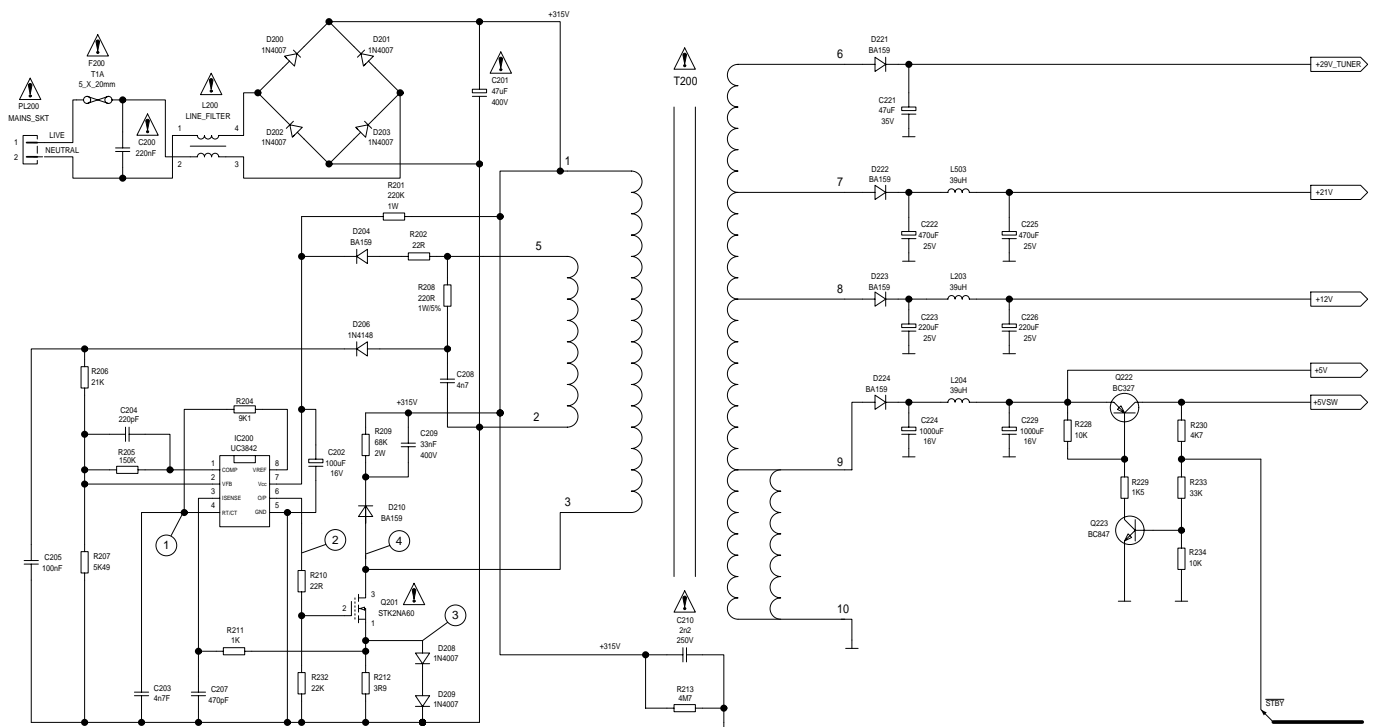 +315V
D200
1N4007
D201
1N4007
F200
T1A
5_X_20mm
PL200
MAINS_SKT
L200
LINE_FILTER
1
LIVE
2
NEUTRAL
C200
220nF
1
4
2
3
D202
1N4007
D203
1N4007
C201
47uF
400V
R201
220K
1W
D204
BA159
R202
22R
R208
220R
1W/5%
D206
1N4148
C208
4n7
R206
21K
C204
220pF
R205
150K
R204
9K1
IC200
UC3842
1
COMP
VREF
8
2
VFB
Vcc
7
3
ISENSE
O/P
6
4
RT/CT
GND
5
C202
100uF
16V
+315V
R209
68K
2W
C209
33nF
400V
D210
BA159
1
2
4
3
C205
100nF
R207
5K49
R210
22R
2
3
1
Q201
STK2NA60
R211
1K
C203
4n7F
C207
470pF
R232
22K
R212
3R9
D208
1N4007
D209
1N4007
1
5
2
3
T200
+315V
C210
2n2
250V
R213
4M7
6
D221
BA159
C221
47uF
35V
+29V_TUNER
7
D222
BA159
L503
39uH
C222
470uF
25V
C225
470uF
25V
+21V
8
D223
BA159
L203
39uH
C223
220uF
25V
C226
220uF
25V
+12V
9
D224
BA159
L204
39uH
C224
1000uF
16V
C229
1000uF
16V
Q222
BC327
+5V
+5VSW
R228
10K
R230
4K7
R229
1K5
R233
33K
Q223
BC847
R234
10K
10
STBY